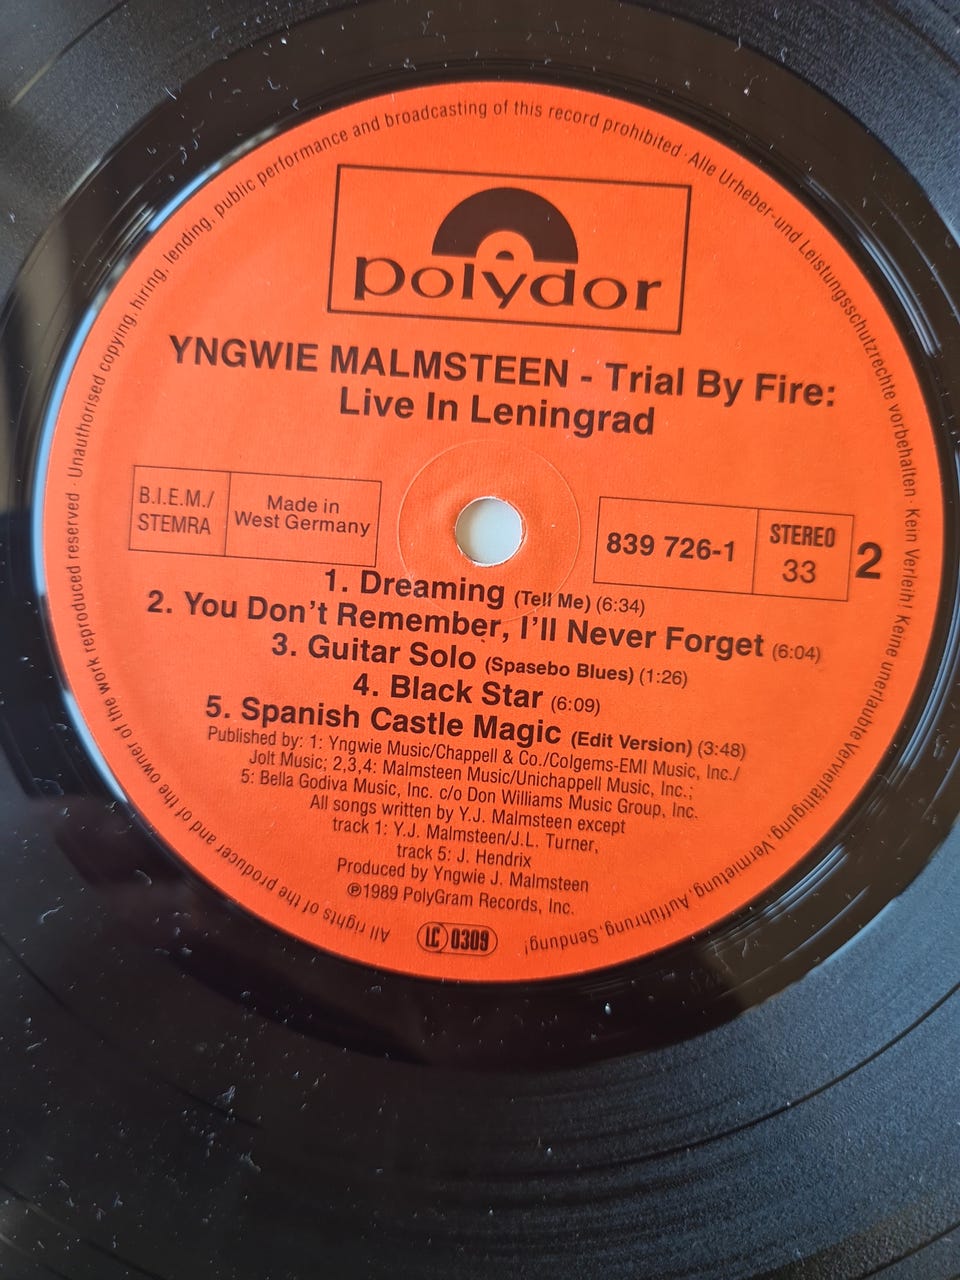 Unauthorised copying, hiring, lending, public performance and broadcasting of this record prohibited · Alle Urheber-und Leistungsschutzrechte vorbehalten · Kein Verleih! Keine unerlaubte Vervielfältigung, Vermietung, Aufführung, Sendung!
polydor
YNGWIE MALMSTEEN - Trial By Fire:
Live In Leningrad
B.I.E.M./
STEMRA
Made in
West Germany
839 726-1
STEREO
33
2
1. Dreaming (Tell Me) (6:34)
2. You Don't Remember, I'll Never Forget (6:04)
3. Guitar Solo (Spasebo Blues) (1:26)
4. Black Star (6:09)
5. Spanish Castle Magic (Edit Version) (3:48)
Published by: 1: Yngwie Music/Chappell & Co./Colgems-EMI Music, Inc./
Jolt Music; 2,3,4: Malmsteen Music/Unichappell Music, Inc.;
5: Bella Godiva Music, Inc. c/o Don Williams Music Group, Inc.
All songs written by Y.J. Malmsteen except
track 1: Y.J. Malmsteen/J.L. Turner,
track 5: J. Hendrix
Produced by Yngwie J. Malmsteen
℗1989 PolyGram Records, Inc.
LC 0309
All rights of the producer and of the owner of the work reproduced reserved ·